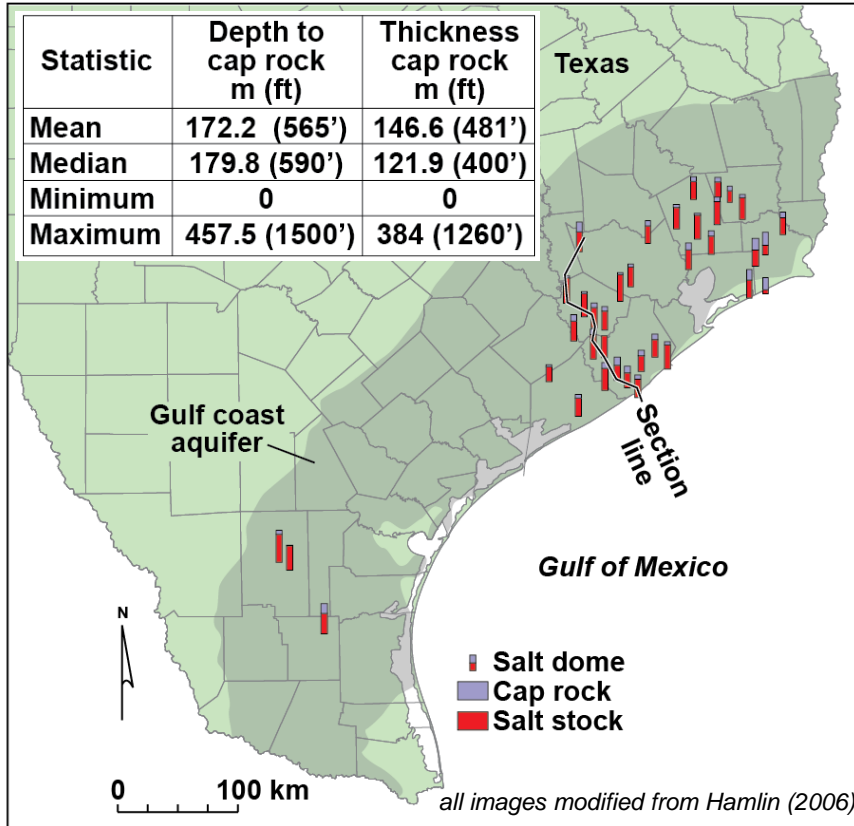 Statistic Depth to cap rock m (ft) Thickness cap rock m (ft)
Mean 172.2 (565') 146.6 (481')
Median 179.8 (590') 121.9 (400')
Minimum 0 0
Maximum 457.5 (1500') 384 (1260')
Texas
Gulf coast
aquifer
Section
line
Gulf of Mexico
N
Salt dome
Cap rock
Salt stock
0 100 km
all images modified from Hamlin (2006)